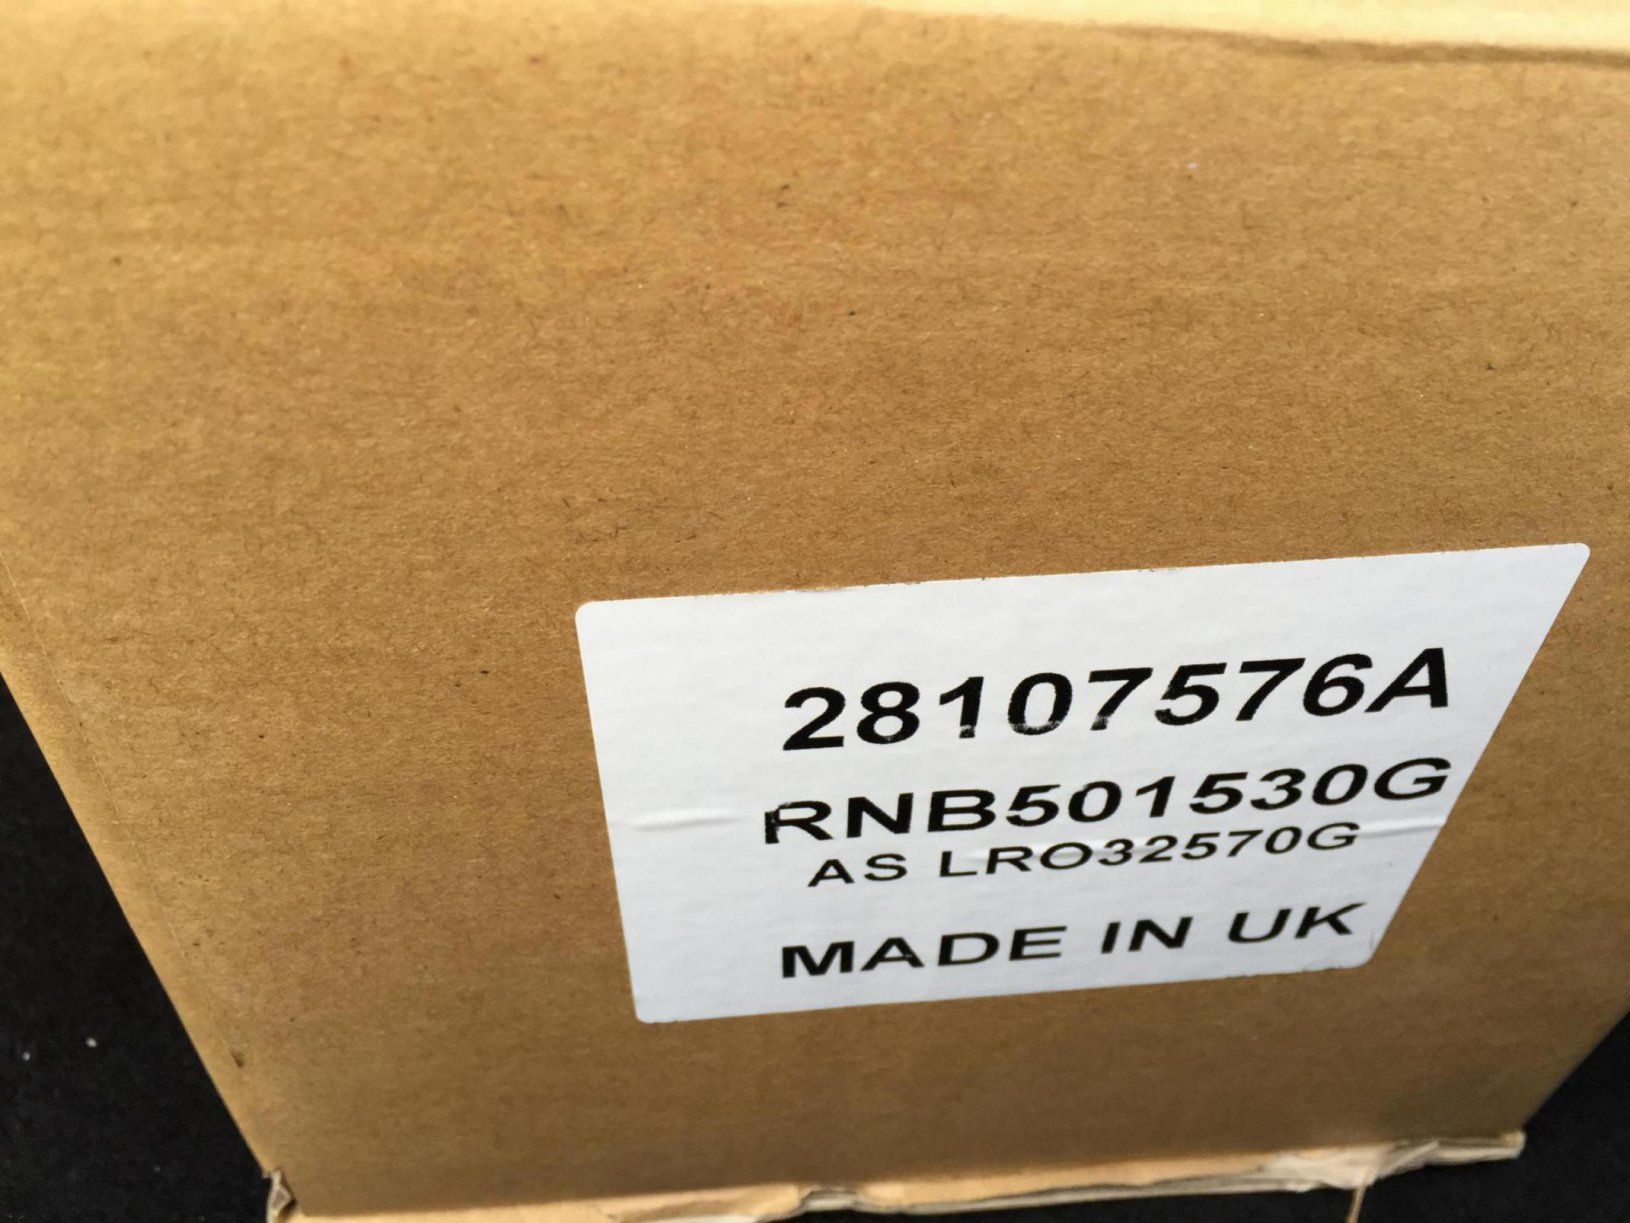 28107576A
RNB501530G
AS LRO32570G
MADE IN UK